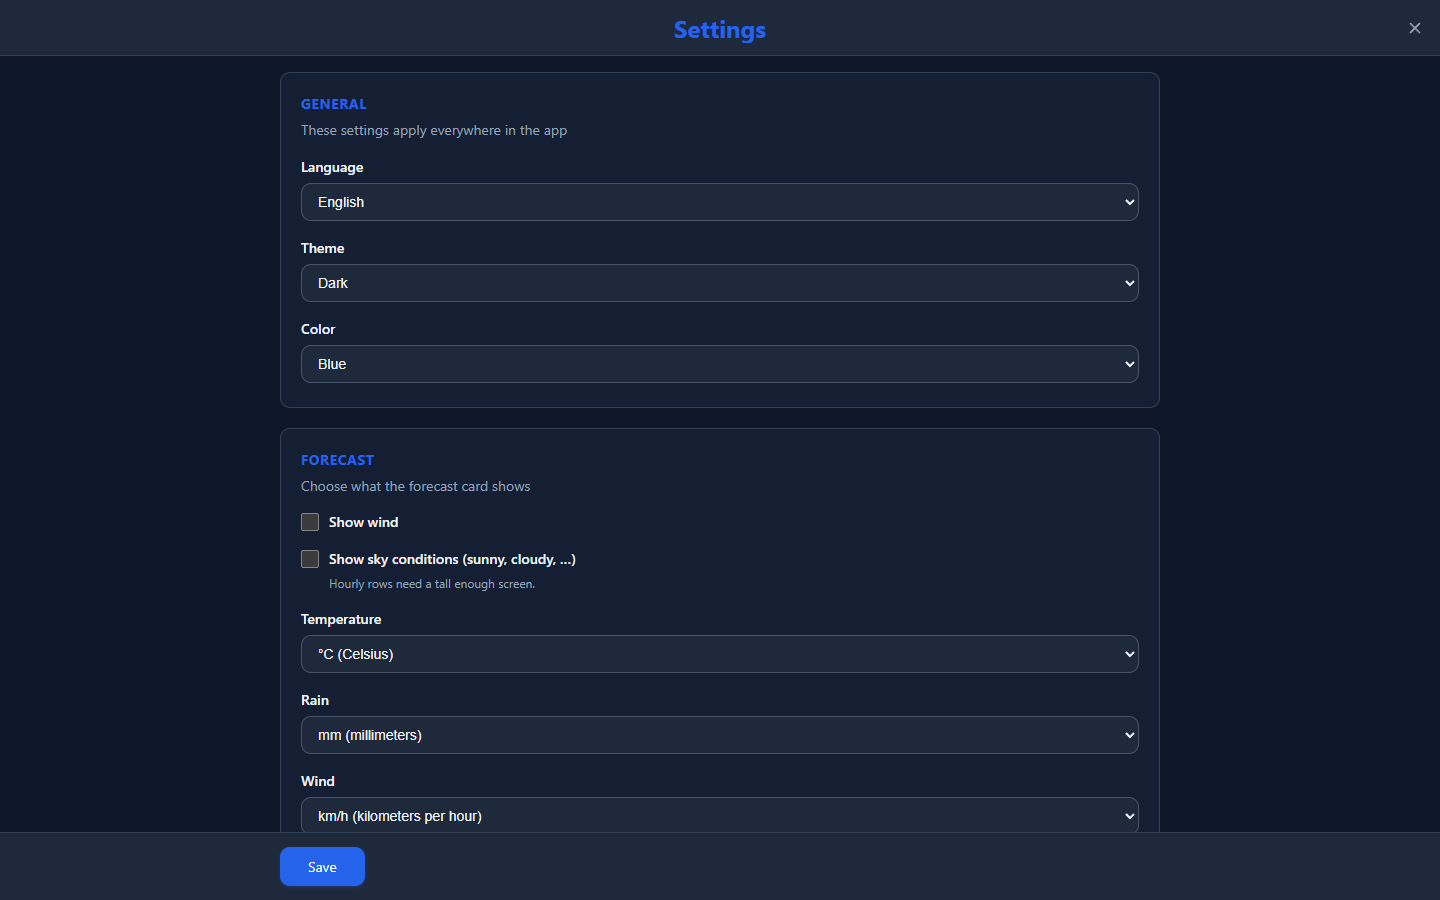 Settings
×
GENERAL
These settings apply everywhere in the app
Language
English
Theme
Dark
Color
Blue
FORECAST
Choose what the forecast card shows
Show wind
Show sky conditions (sunny, cloudy, ...)
Hourly rows need a tall enough screen.
Temperature
°C (Celsius)
Rain
mm (millimeters)
Wind
km/h (kilometers per hour)
Save